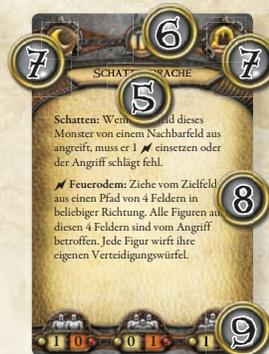 6
7
7
SCHATTENDRACHE
5
Schatten: Wenn ein Held dieses
Monster von einem Nachbarfeld aus
angreift, muss er 1 einsetzen oder
der Angriff schlägt fehl.
Feuerodem: Ziehe vom Zielfeld
aus einen Pfad von 4 Feldern in
beliebiger Richtung. Alle Figuren auf
diesen 4 Feldern sind vom Angriff
betroffen. Jede Figur wirft ihre
eigenen Verteidigungswürfel.
8
9
1 0 0 1 1